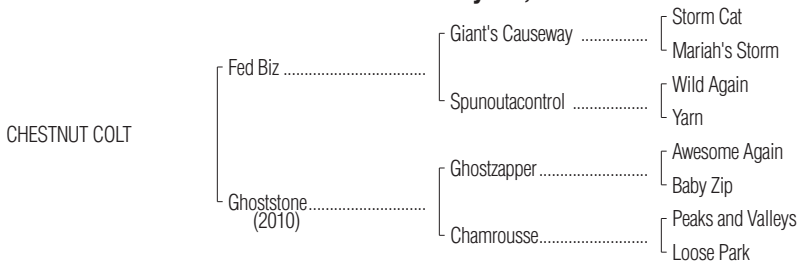 Storm Cat
Giant's Causeway ................
Mariah's Storm
Fed Biz ..................................
Wild Again
Spunoutacontrol ..................
Yarn
CHESTNUT COLT
Awesome Again
Ghostzapper..........................
Baby Zip
Ghoststone............................
(2010)
Peaks and Valleys
Chamrousse..........................
Loose Park